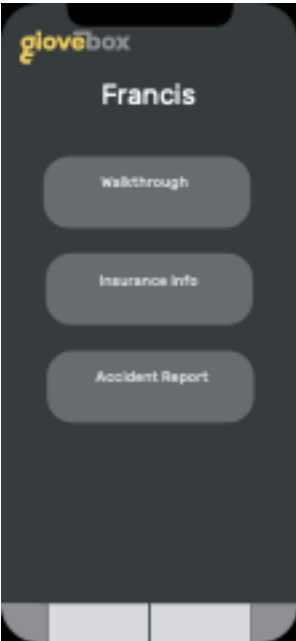 glovebox
Francis
Walkthrough
Insurance Info
Accident Report